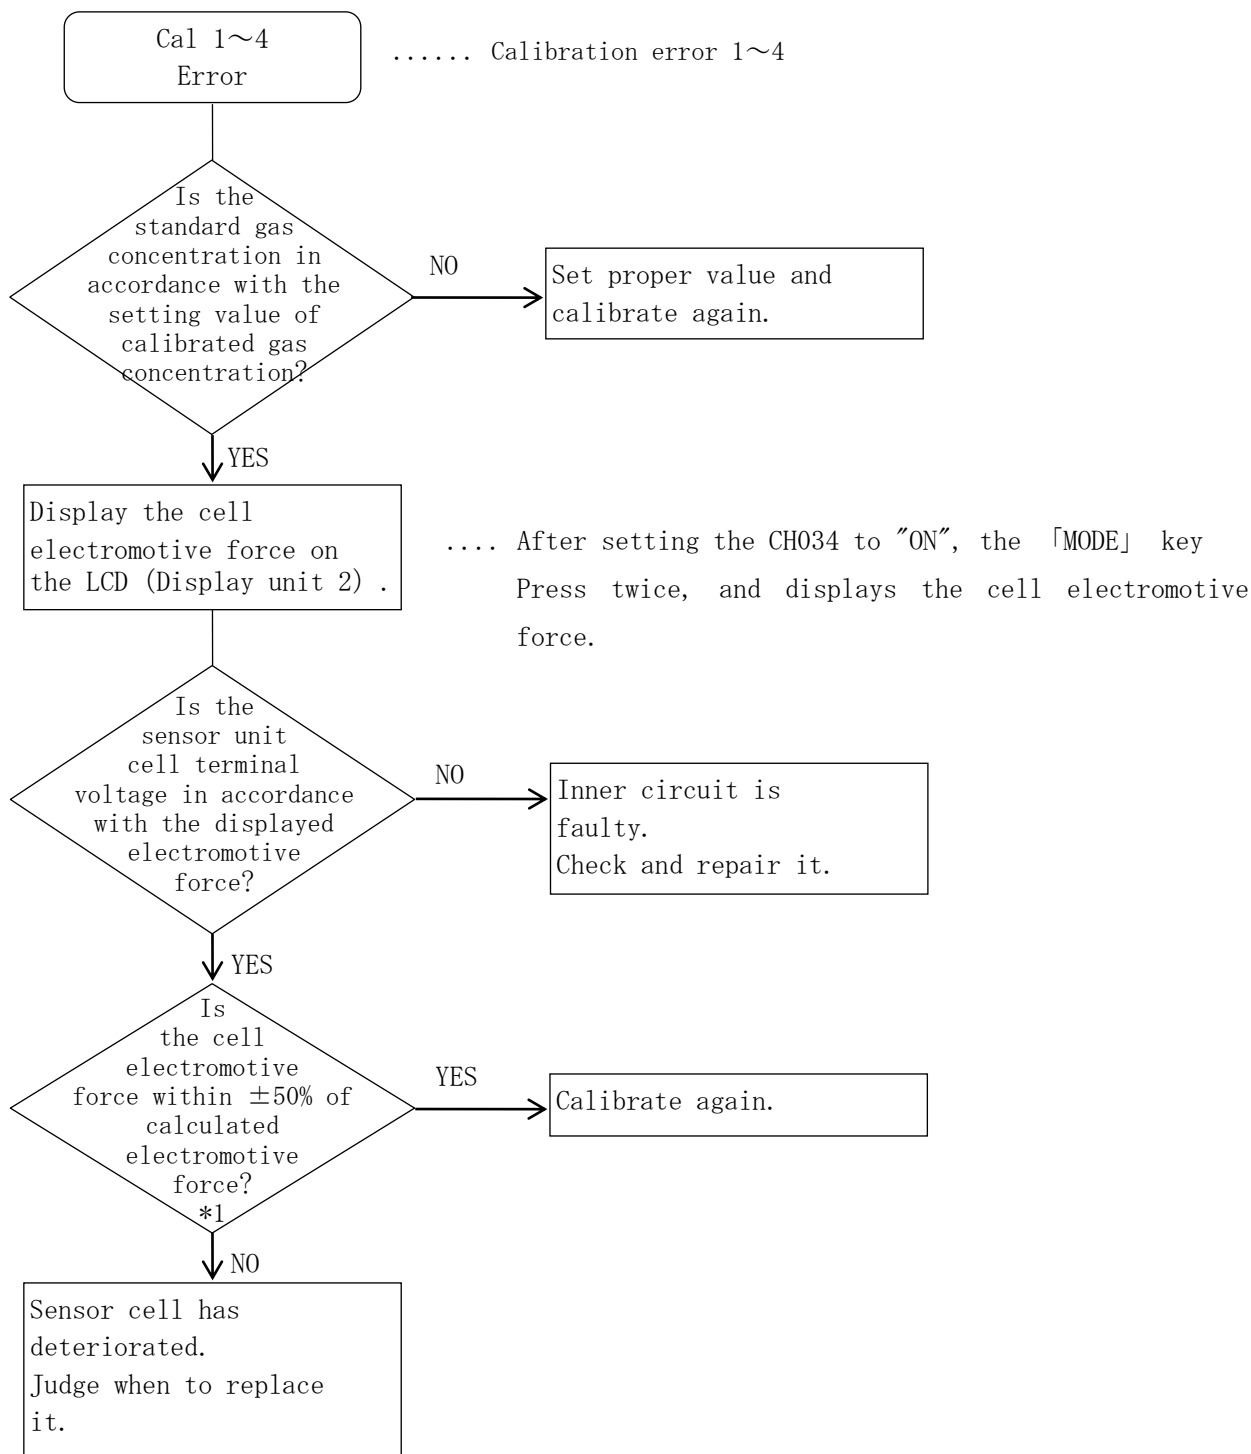 Cal 1～4
Error
...... Calibration error 1～4
Is the
standard gas
concentration in
accordance with the
setting value of
calibrated gas
concentration?
NO
Set proper value and
calibrate again.
YES
Display the cell
electromotive force on
the LCD (Display unit 2) .
.... After setting the CH034 to "ON", the 「MODE」 key
Press twice, and displays the cell electromotive
force.
Is the
sensor unit
cell terminal
voltage in accordance
with the displayed
electromotive
force?
NO
Inner circuit is
faulty.
Check and repair it.
YES
Is
the cell
electromotive
force within ±50% of
calculated
electromotive
force?
*1
YES
Calibrate again.
NO
Sensor cell has
deteriorated.
Judge when to replace
it.